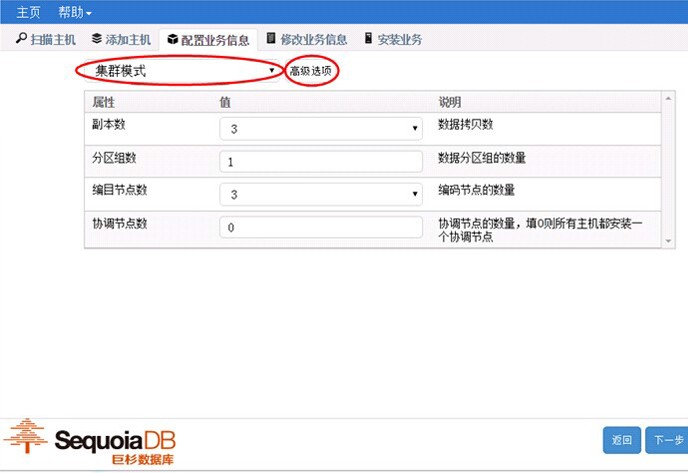 主页 帮助
扫描主机 添加主机 配置业务信息 修改业务信息 安装业务
集群模式 高级选项
属性 值 说明
副本数 3 数据拷贝数
分区组数 1 数据分区组的数量
编目节点数 3 编码节点的数量
协调节点数 0 协调节点的数量，填0则所有主机都安装一
个协调节点
SequoiaDB
巨杉数据库
返回 下一步